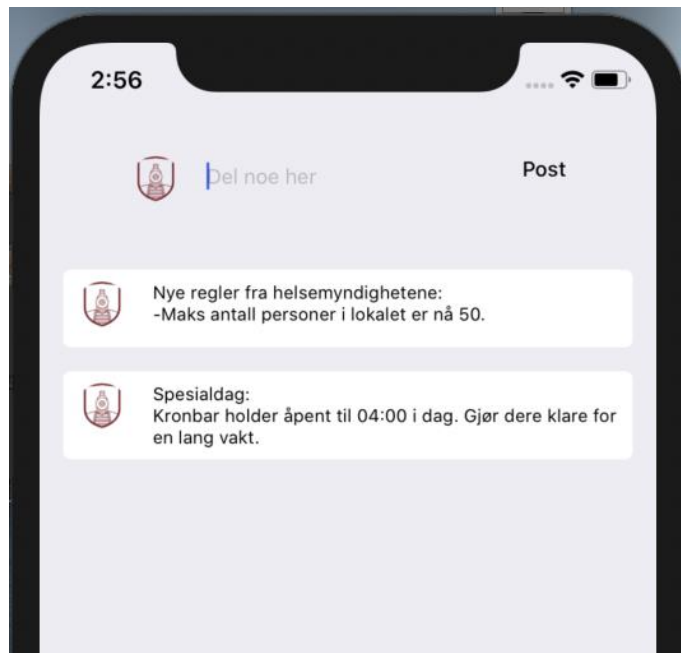 2:56
Del noe her
Post
Nye regler fra helsemyndighetene:
-Maks antall personer i lokalet er nå 50.
Spesialdag:
Kronbar holder åpent til 04:00 i dag. Gjør dere klare for
en lang vakt.